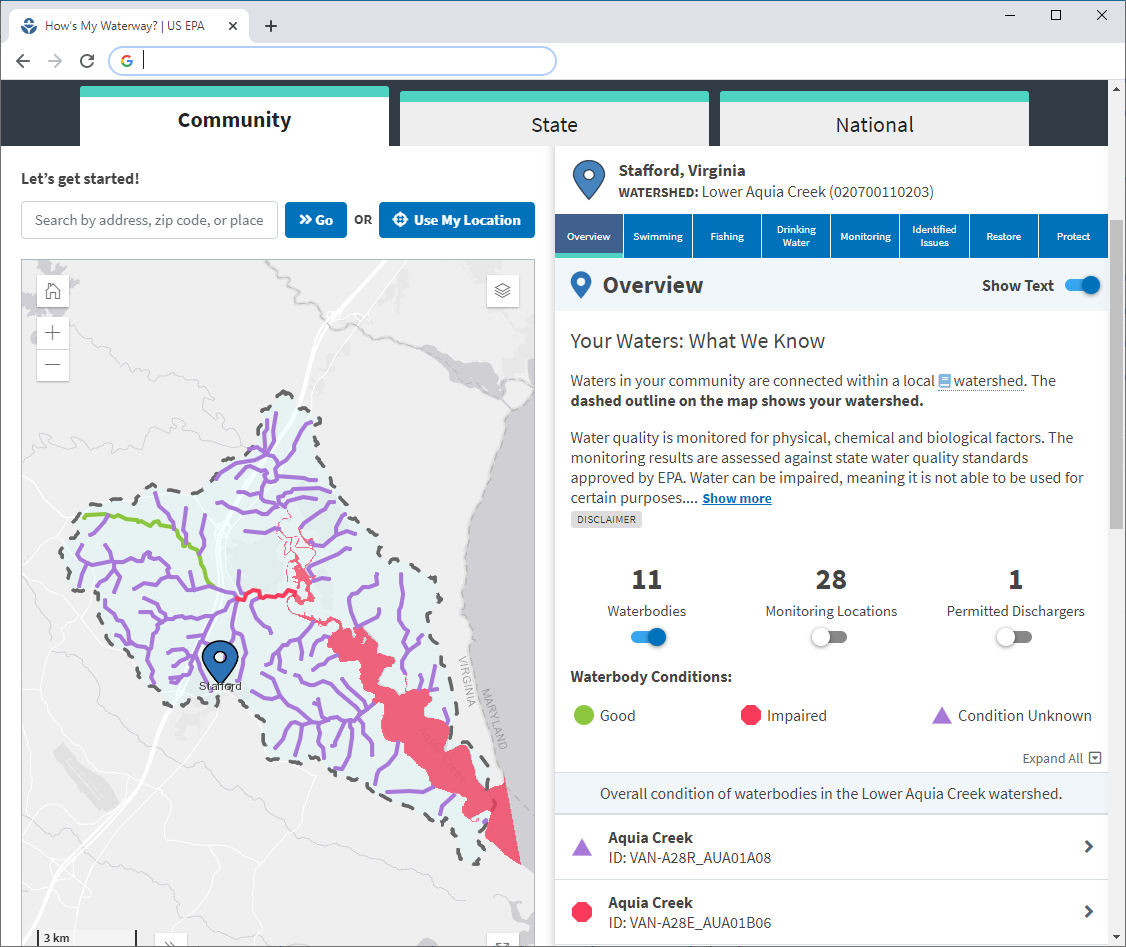 How's My Waterway? | US EPA
Community
State
National
Let's get started!
Search by address, zip code, or place
Go
OR
Use My Location
Stafford
VIRGINIA
MARYLAND
Aquia Creek
3 km
Stafford, Virginia
WATERSHED: Lower Aquia Creek (020700110203)
Overview
Swimming
Fishing
Drinking
Water
Monitoring
Identified
Issues
Restore
Protect
Overview
Show Text
Your Waters: What We Know
Waters in your community are connected within a local watershed. The
dashed outline on the map shows your watershed.
Water quality is monitored for physical, chemical and biological factors. The
monitoring results are assessed against state water quality standards
approved by EPA. Water can be impaired, meaning it is not able to be used for
certain purposes.... Show more
DISCLAIMER
11
Waterbodies
28
Monitoring Locations
1
Permitted Dischargers
Waterbody Conditions:
Good
Impaired
Condition Unknown
Expand All
Overall condition of waterbodies in the Lower Aquia Creek watershed.
Aquia Creek
ID: VAN-A28R_AUA01A08
Aquia Creek
ID: VAN-A28E_AUA01B06